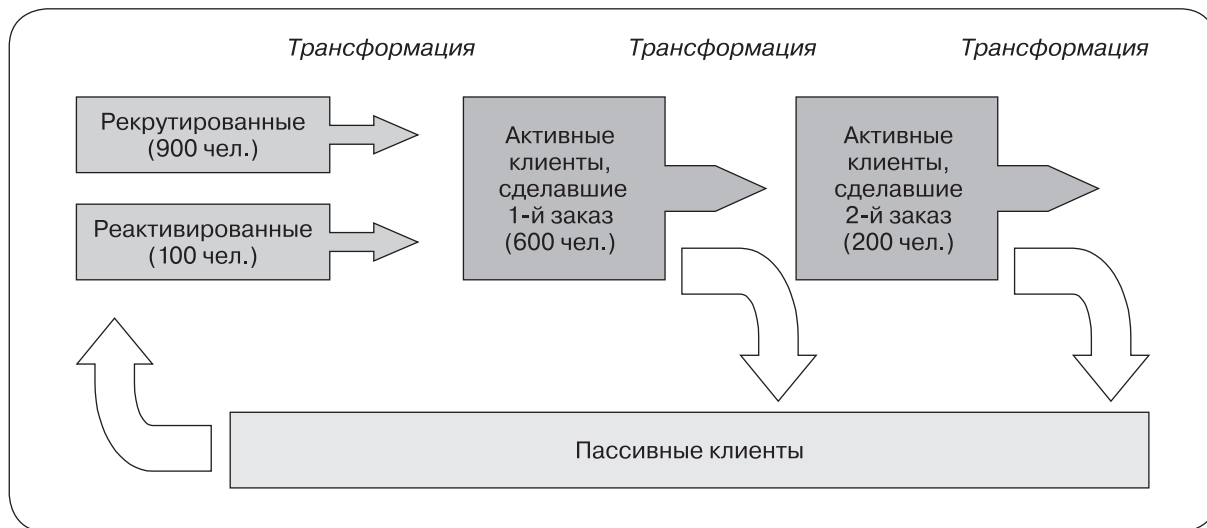 Трансформация
Трансформация
Трансформация
Рекрутированные
(900 чел.)
Реактивированные
(100 чел.)
Активные
клиенты,
сделавшие
1-й заказ
(600 чел.)
Активные
клиенты,
сделавшие
2-й заказ
(200 чел.)
Пассивные клиенты